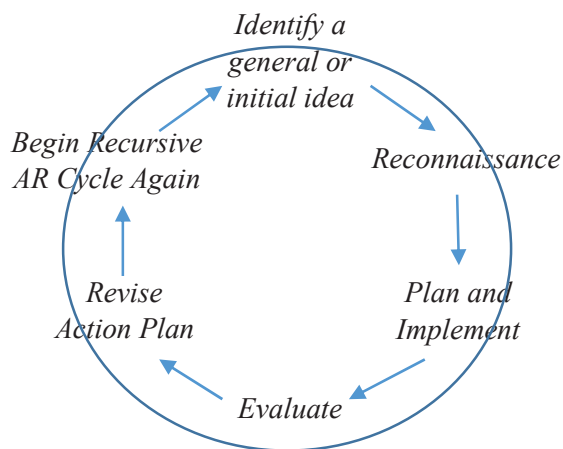 Identify a
general or
initial idea
Reconnaissance
Plan and
Implement
Evaluate
Revise
Action Plan
Begin Recursive
AR Cycle Again